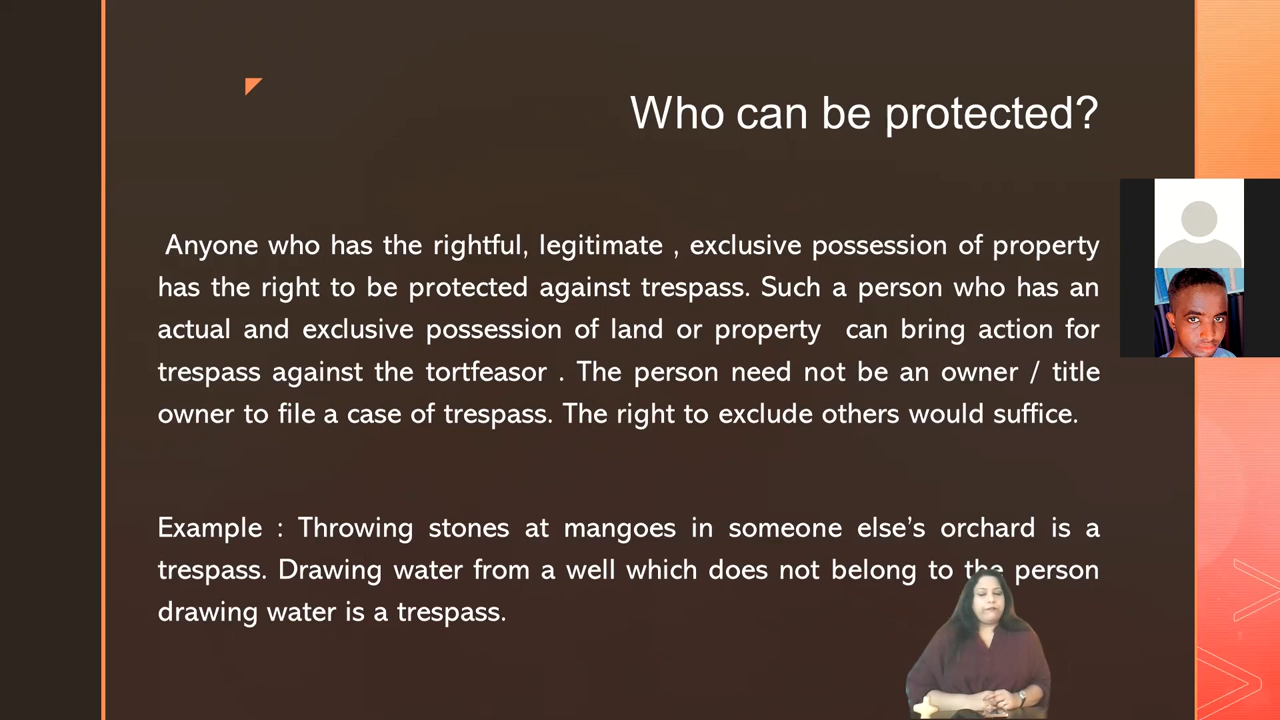 Who can be protected?
Anyone who has the rightful, legitimate , exclusive possession of property
has the right to be protected against trespass. Such a person who has an
actual and exclusive possession of land or property can bring action for
trespass against the tortfeasor . The person need not be an owner / title
owner to file a case of trespass. The right to exclude others would suffice.
Example : Throwing stones at mangoes in someone else's orchard is a
trespass. Drawing water from a well which does not belong to the person
drawing water is a trespass.